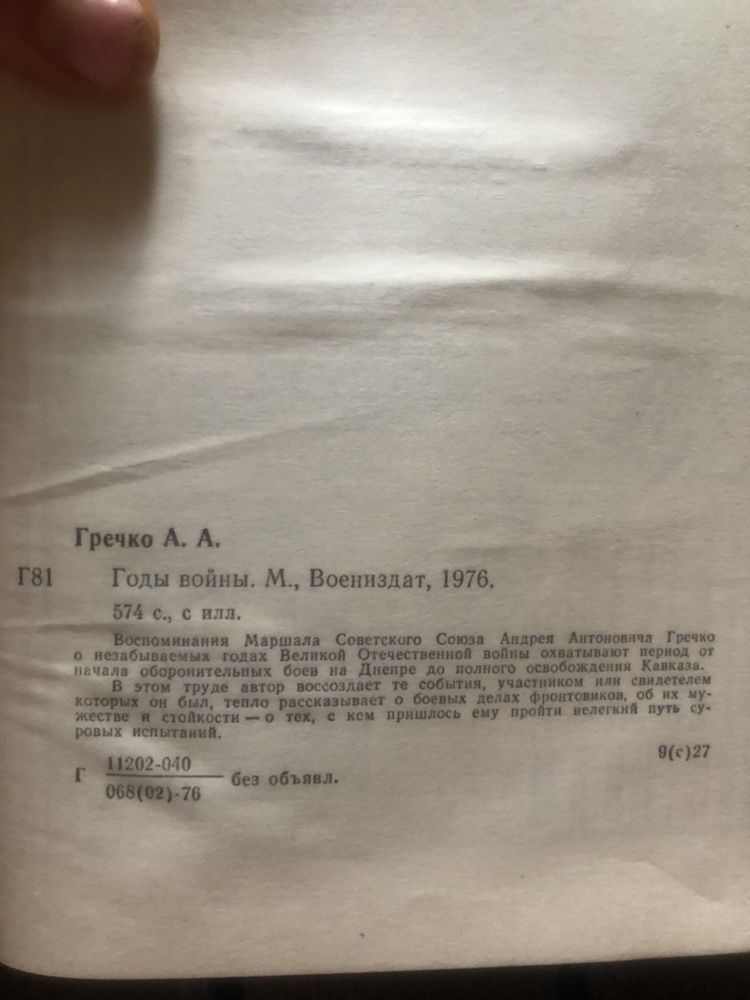 Гречко А. А.
Г81 Годы войны. М., Воениздат, 1976.
574 с., с илл.
Воспоминания Маршала Советского Союза Андрея Антоновича Гречко
о незабываемых годах Великой Отечественной войны охватывают период от
начала оборонительных боев на Днепре до полного освобождения Кавказа.
В этом труде автор воссоздает те события, участником или свидетелем
которых он был, тепло рассказывает о боевых делах фронтовиков, об их му-
жестве и стойкости — о тех, с кем пришлось ему пройти нелегкий путь су-
ровых испытаний.
9(с)27
Г 11202-040
068(02)-76 без объявл.